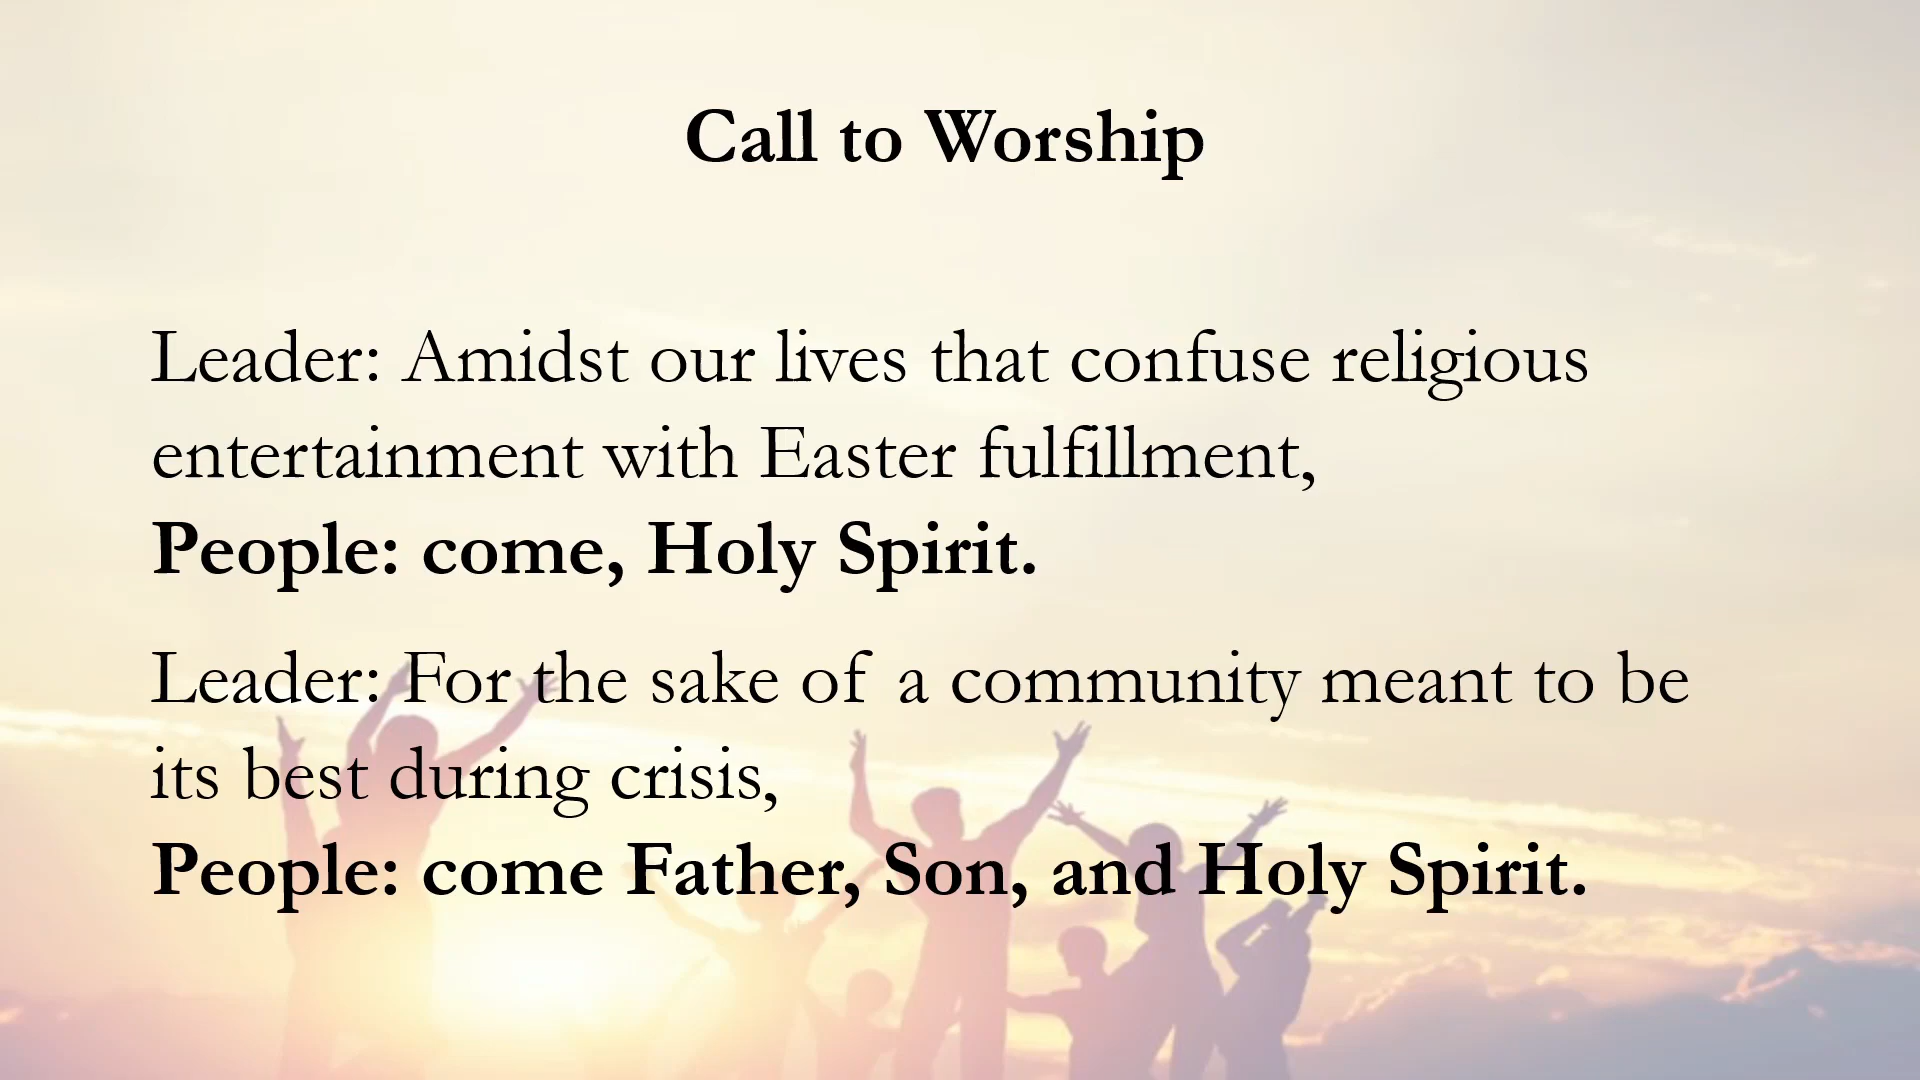 Call to Worship
Leader: Amidst our lives that confuse religious
entertainment with Easter fulfillment,
People: come, Holy Spirit.
Leader: For the sake of a community meant to be
its best during crisis,
People: come Father, Son, and Holy Spirit.